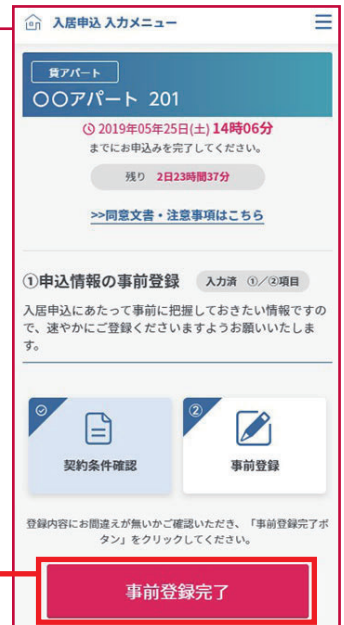 入居申込 入力メニュー
賃アパート
〇〇アパート 201
2019年05年25日(土) 14時06分
までにお申込みを完了してください。
残り 2日23時間37分
>>同意文書・注意事項はこちら
①申込情報の事前登録 入力済 ①／②項目
入居申込にあたって事前に把握しておきたい情報ですの
で、速やかにご登録くださいますようお願いいたしま
す。
②
契約条件確認 事前登録
登録内容にお間違えが無いかご確認いただき、「事前登録完了ボ
タン」をクリックしてください。
事前登録完了